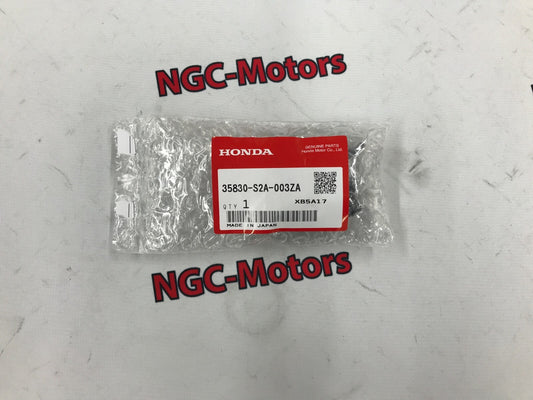 NGC-Motors
HONDA
GENUINE PARTS
Honda Motor Co., Ltd.
35830-S2A-003ZA
QTY 1
XB5A17
MADE IN JAPAN
NGC-Motors